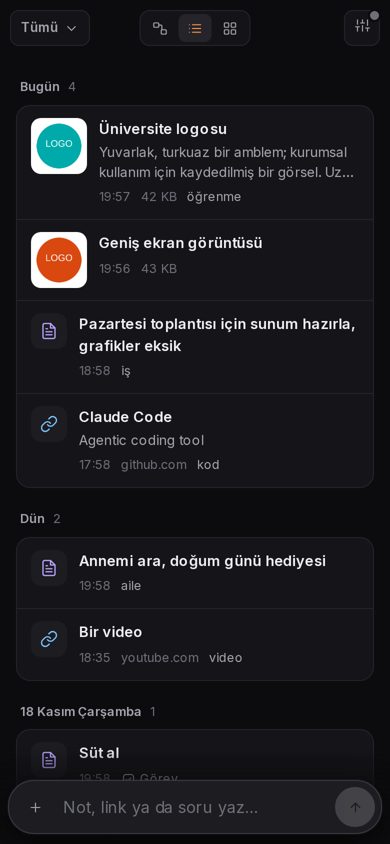 Tümü
Bugün 4
LOGO
Üniversite logosu
Yuvarlak, turkuaz bir amblem; kurumsal
kullanım için kaydedilmiş bir görsel. Uz...
19:57 42 KB öğrenme
LOGO
Geniş ekran görüntüsü
19:56 43 KB
Pazartesi toplantısı için sunum hazırla,
grafikler eksik
18:58 iş
Claude Code
Agentic coding tool
17:58 github.com kod
Dün 2
Annemi ara, doğum günü hediyesi
19:58 aile
Bir video
18:35 youtube.com video
18 Kasım Çarşamba 1
Süt al
19:58 Görev
Not, link ya da soru yaz...